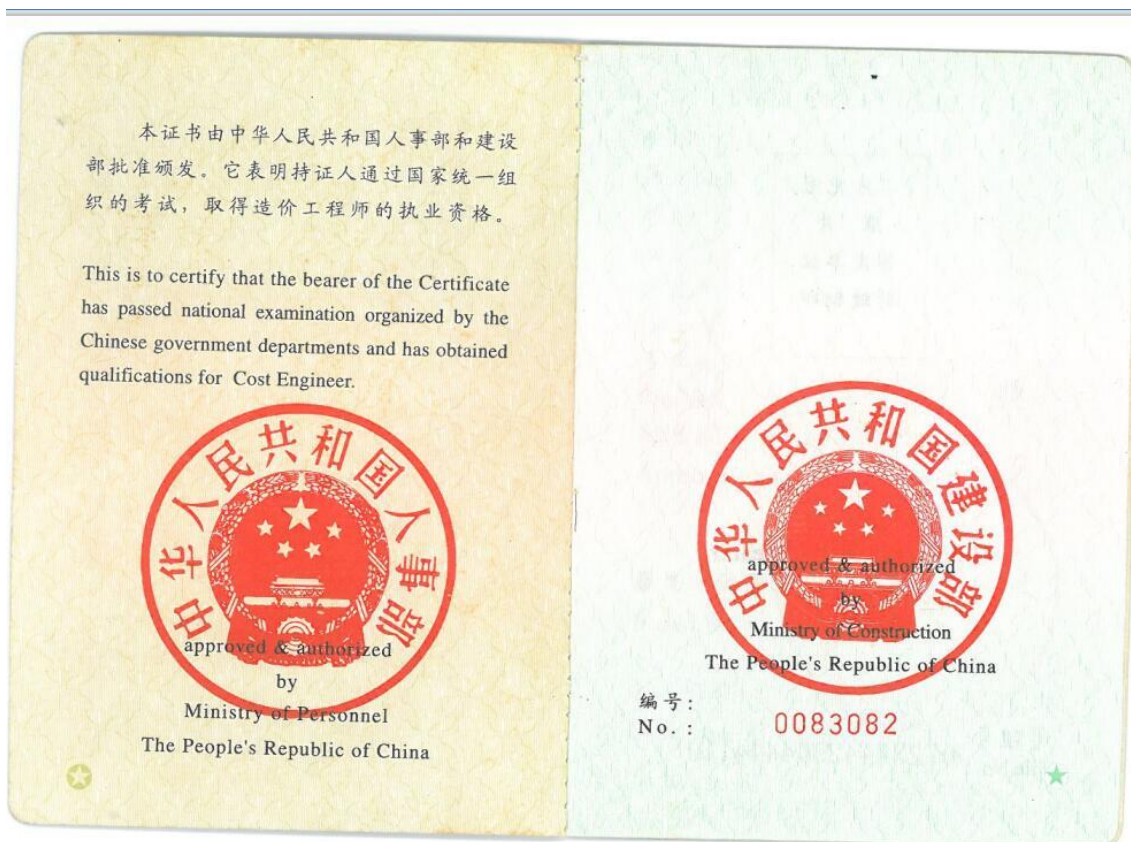 本证书由中华人民共和国人事部和建设
部批准颁发。它表明持证人通过国家统一组
织的考试，取得造价工程师的执业资格。
This is to certify that the bearer of the Certificate
has passed national examination organized by the
Chinese government departments and has obtained
qualifications for Cost Engineer.
中华人民共和国人事部
approved & authorized
by
Ministry of Personnel
The People's Republic of China
中华人民共和国建设部
approved & authorized
by
Ministry of Construction
The People's Republic of China
编号:
No.: 0083082